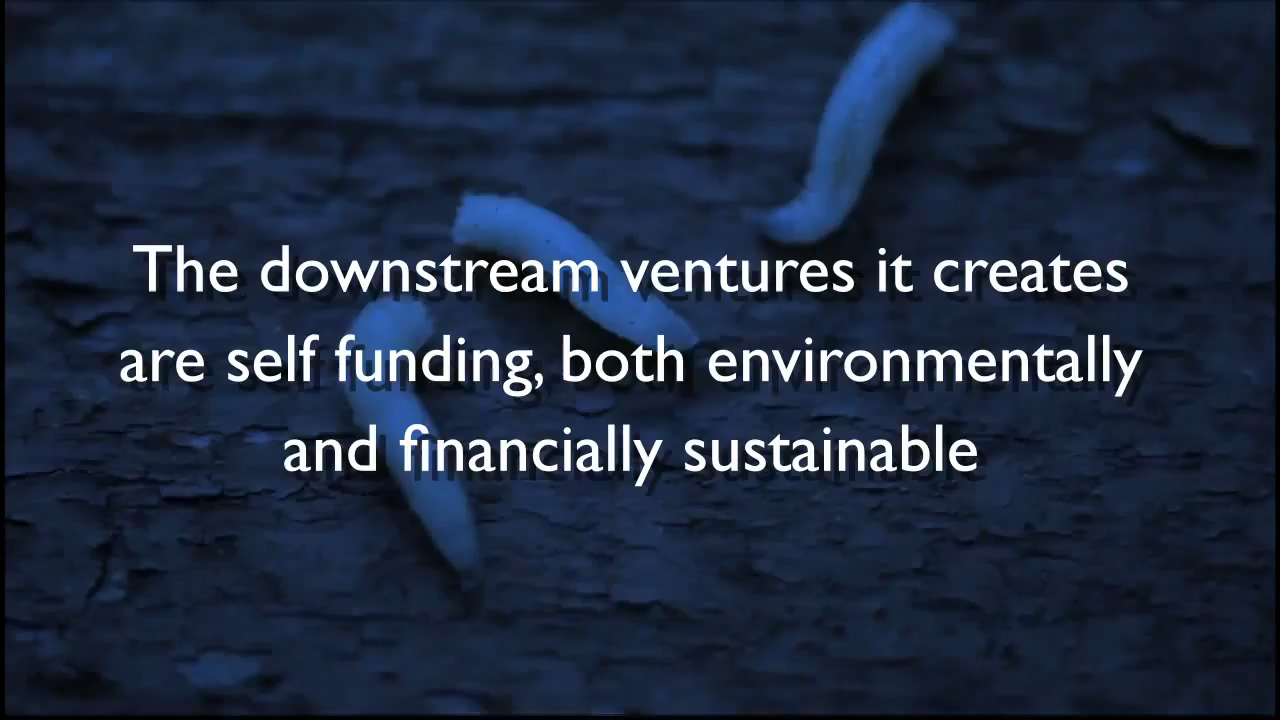 The downstream ventures it creates
are self funding, both environmentally
and financially sustainable